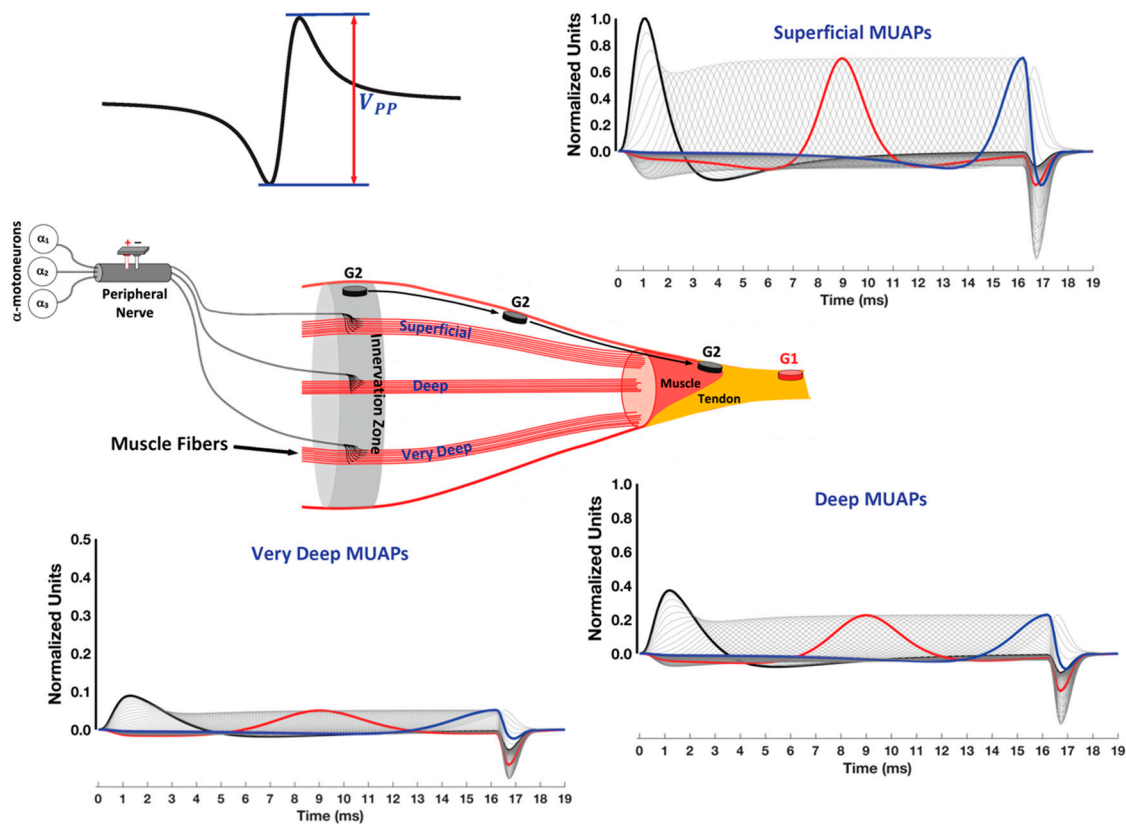 V_PP
Superficial MUAPs
Normalized Units
1.0
0.8
0.6
0.4
0.2
0.0
0 1 2 3 4 5 6 7 8 9 10 11 12 13 14 15 16 17 18 19
Time (ms)
α-motoneurons
α₁
α₂
α₃
+ −
Peripheral
Nerve
G2
G2
G2
G1
Superficial
Deep
Very Deep
Innervation Zone
Muscle
Tendon
Muscle Fibers
Very Deep MUAPs
Normalized Units
0.5
0.4
0.3
0.2
0.1
0.0
0 1 2 3 4 5 6 7 8 9 10 11 12 13 14 15 16 17 18 19
Time (ms)
Deep MUAPs
Normalized Units
1.0
0.8
0.6
0.4
0.2
0.0
0 1 2 3 4 5 6 7 8 9 10 11 12 13 14 15 16 17 18 19
Time (ms)